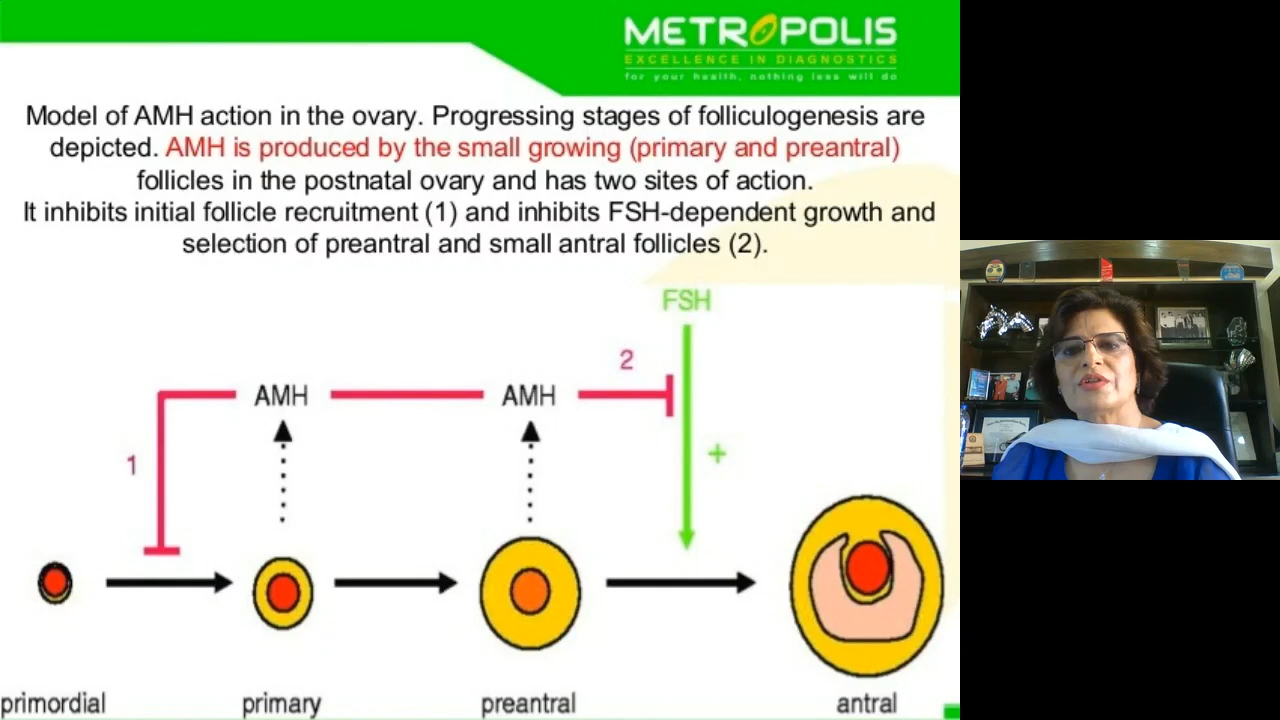 METROPOLIS
EXCELLENCE IN DIAGNOSTICS
for your health, nothing less will do
Model of AMH action in the ovary. Progressing stages of folliculogenesis are
depicted. AMH is produced by the small growing (primary and preantral)
follicles in the postnatal ovary and has two sites of action.
It inhibits initial follicle recruitment (1) and inhibits FSH-dependent growth and
selection of preantral and small antral follicles (2).
FSH
2
AMH
AMH
1
+
primordial
primary
preantral
antral